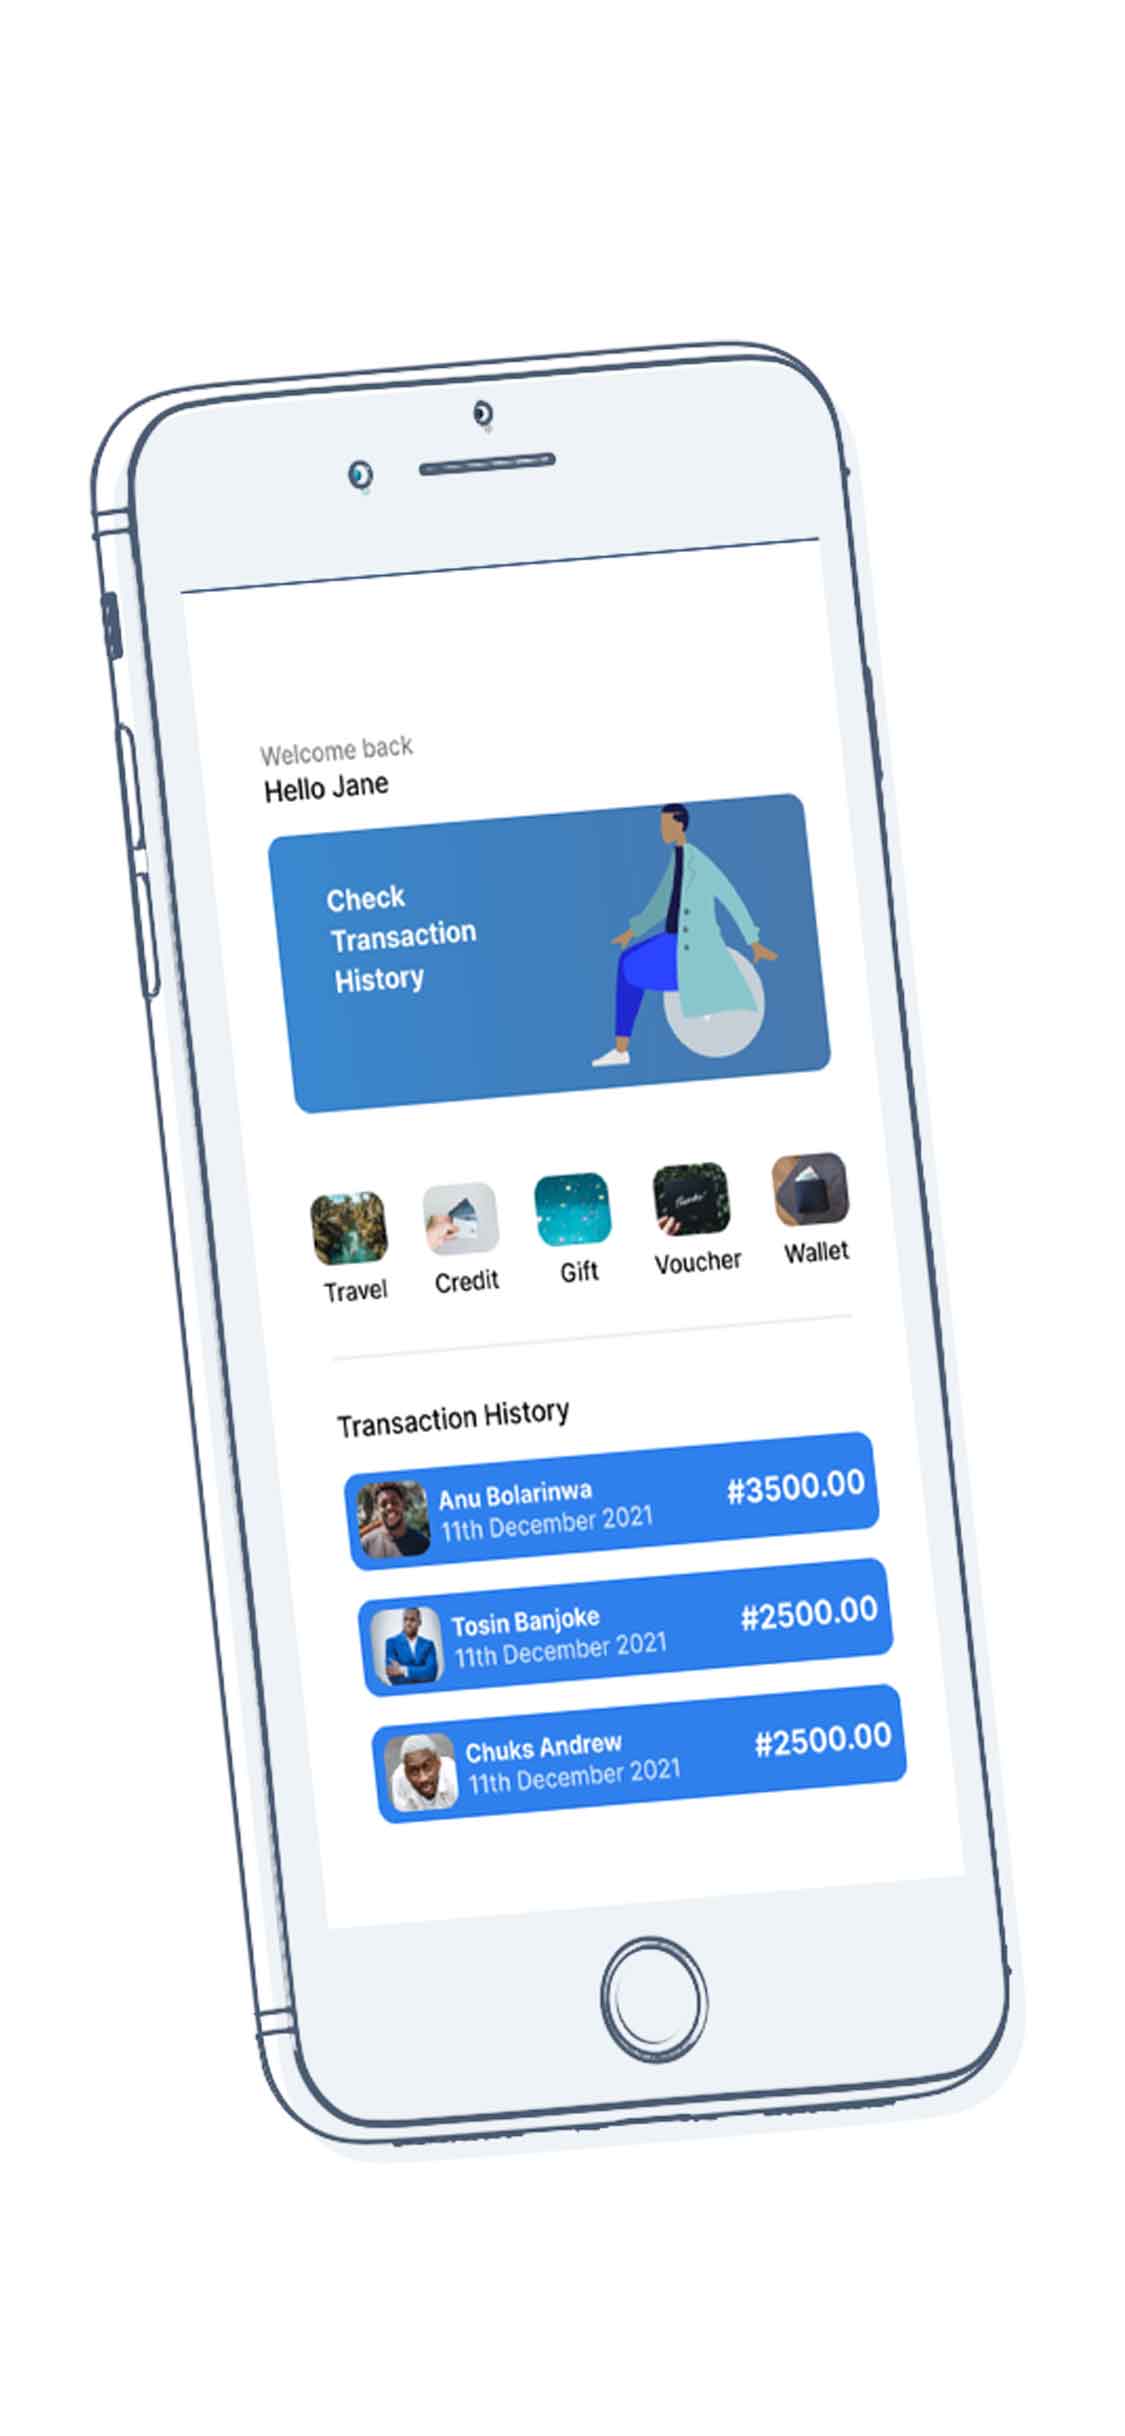 Welcome back
Hello Jane
Check
Transaction
History
Travel
Credit
Gift
Voucher
Wallet
Transaction History
Anu Bolarinwa
11th December 2021
#3500.00
Tosin Banjoke
11th December 2021
#2500.00
Chuks Andrew
11th December 2021
#2500.00